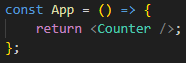 const App = () => {
    return <Counter />;
};